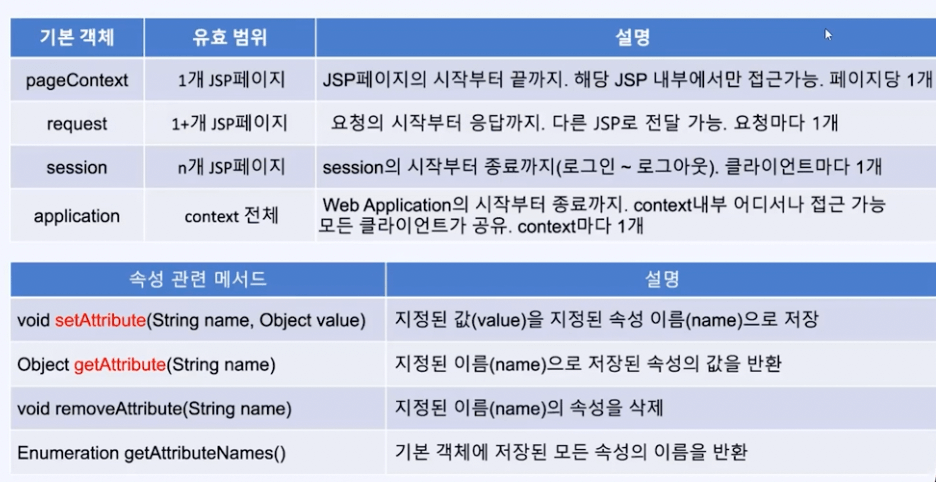 기본 객체 유효 범위 설명
pageContext 1개 JSP페이지 JSP페이지의 시작부터 끝까지. 해당 JSP 내부에서만 접근가능. 페이지당 1개
request 1+개 JSP페이지 요청의 시작부터 응답까지. 다른 JSP로 전달 가능. 요청마다 1개
session n개 JSP페이지 session의 시작부터 종료까지(로그인 ~ 로그아웃). 클라이언트마다 1개
application context 전체 Web Application의 시작부터 종료까지. context내부 어디서나 접근 가능
모든 클라이언트가 공유. context마다 1개
속성 관련 메서드 설명
void setAttribute(String name, Object value) 지정된 값(value)을 지정된 속성 이름(name)으로 저장
Object getAttribute(String name) 지정된 이름(name)으로 저장된 속성의 값을 반환
void removeAttribute(String name) 지정된 이름(name)의 속성을 삭제
Enumeration getAttributeNames() 기본 객체에 저장된 모든 속성의 이름을 반환